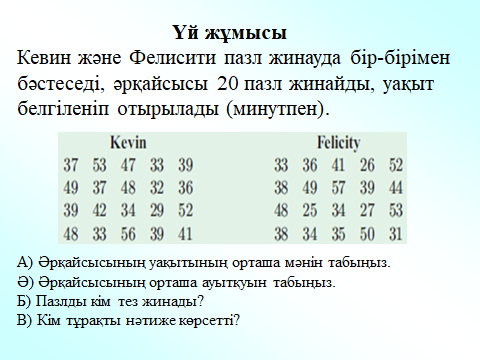 Үй жұмысы
Кевин және Фелисити пазл жинауда бір-бірімен
бәстеседі, әрқайсысы 20 пазл жинайды, уақыт
белгіленіп отырылады (минутпен).
Kevin Felicity
37 53 47 33 39 33 36 41 26 52
49 37 48 32 36 38 49 57 39 44
39 42 34 29 52 48 25 34 27 53
48 33 56 39 41 38 34 35 50 31
А) Әрқайсысының уақытының орташа мәнін табыңыз.
Ә) Әрқайсысының орташа ауытқуын табыңыз.
Б) Пазлды кім тез жинады?
В) Кім тұрақты нәтиже көрсетті?